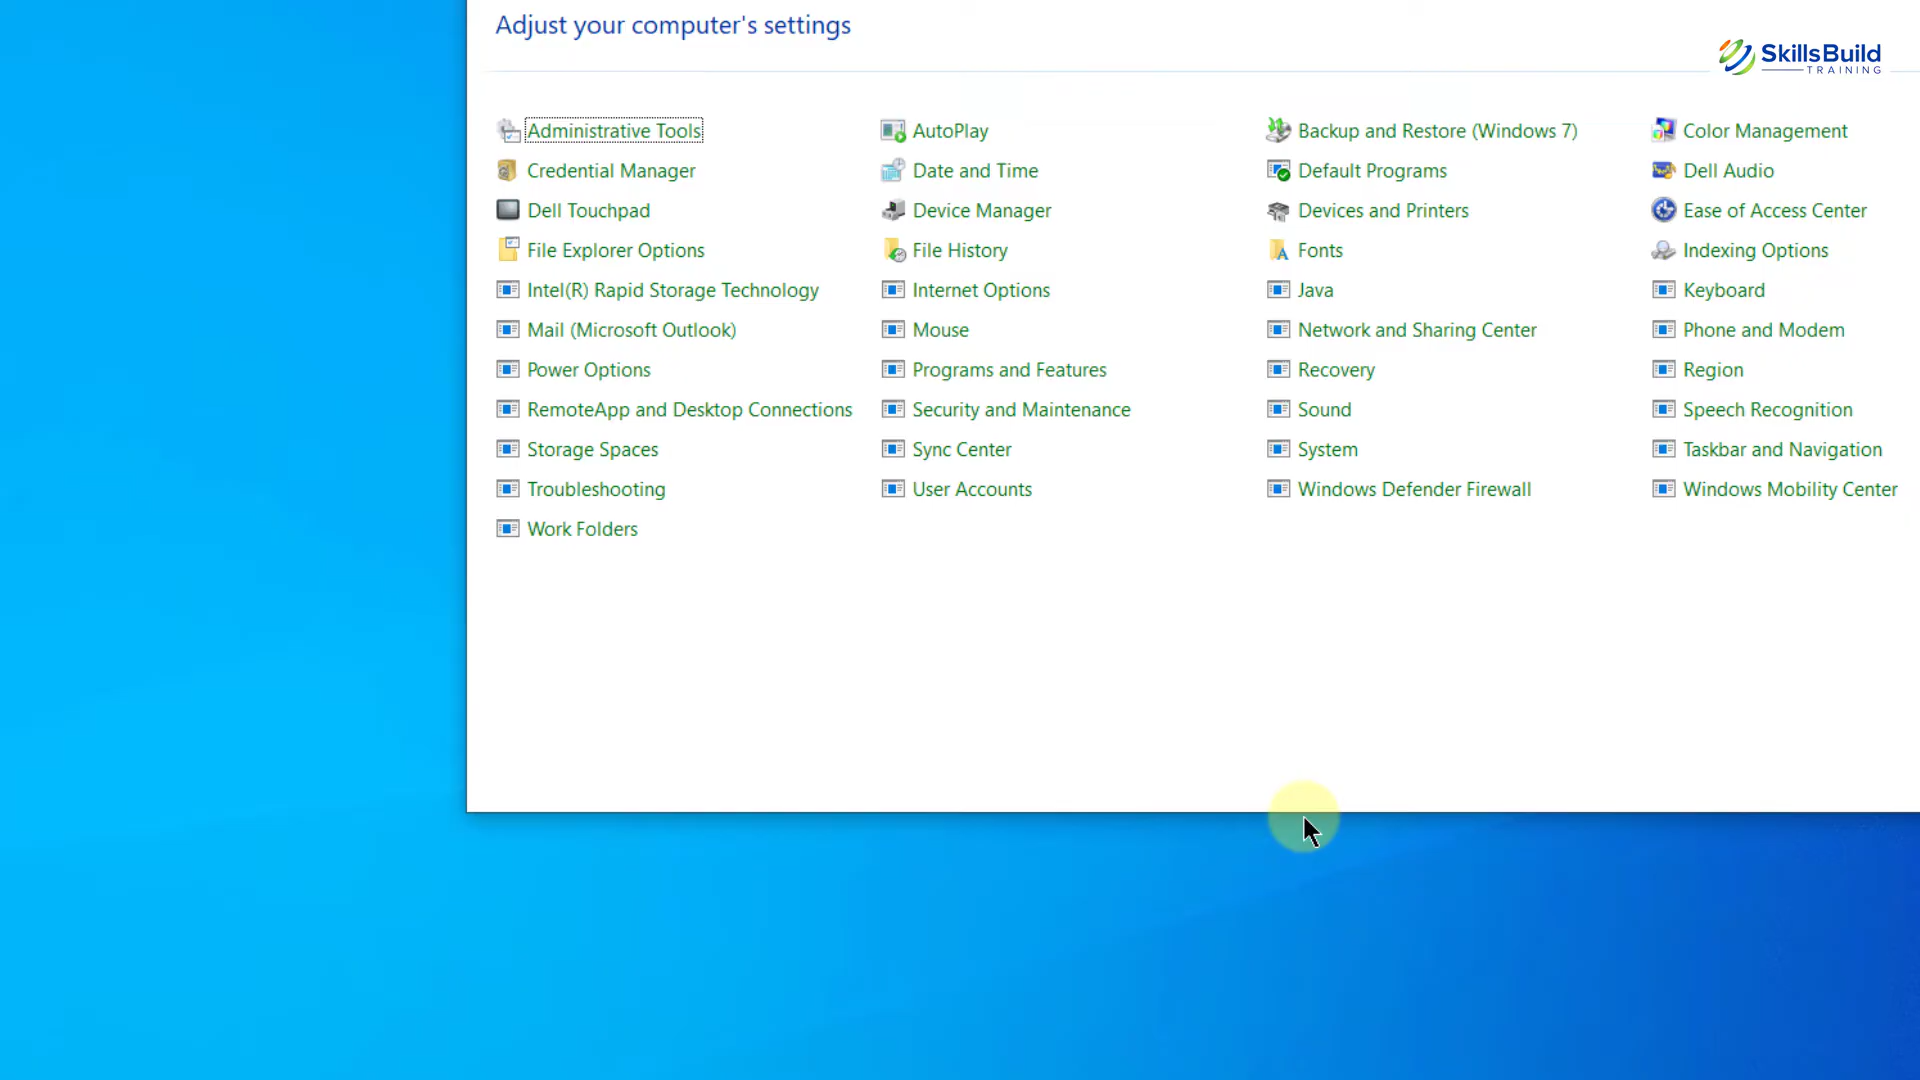 Adjust your computer's settings
SkillsBuild
TRAINING
Administrative Tools
AutoPlay
Backup and Restore (Windows 7)
Color Management
Credential Manager
Date and Time
Default Programs
Dell Audio
Dell Touchpad
Device Manager
Devices and Printers
Ease of Access Center
File Explorer Options
File History
Fonts
Indexing Options
Intel(R) Rapid Storage Technology
Internet Options
Java
Keyboard
Mail (Microsoft Outlook)
Mouse
Network and Sharing Center
Phone and Modem
Power Options
Programs and Features
Recovery
Region
RemoteApp and Desktop Connections
Security and Maintenance
Sound
Speech Recognition
Storage Spaces
Sync Center
System
Taskbar and Navigation
Troubleshooting
User Accounts
Windows Defender Firewall
Windows Mobility Center
Work Folders